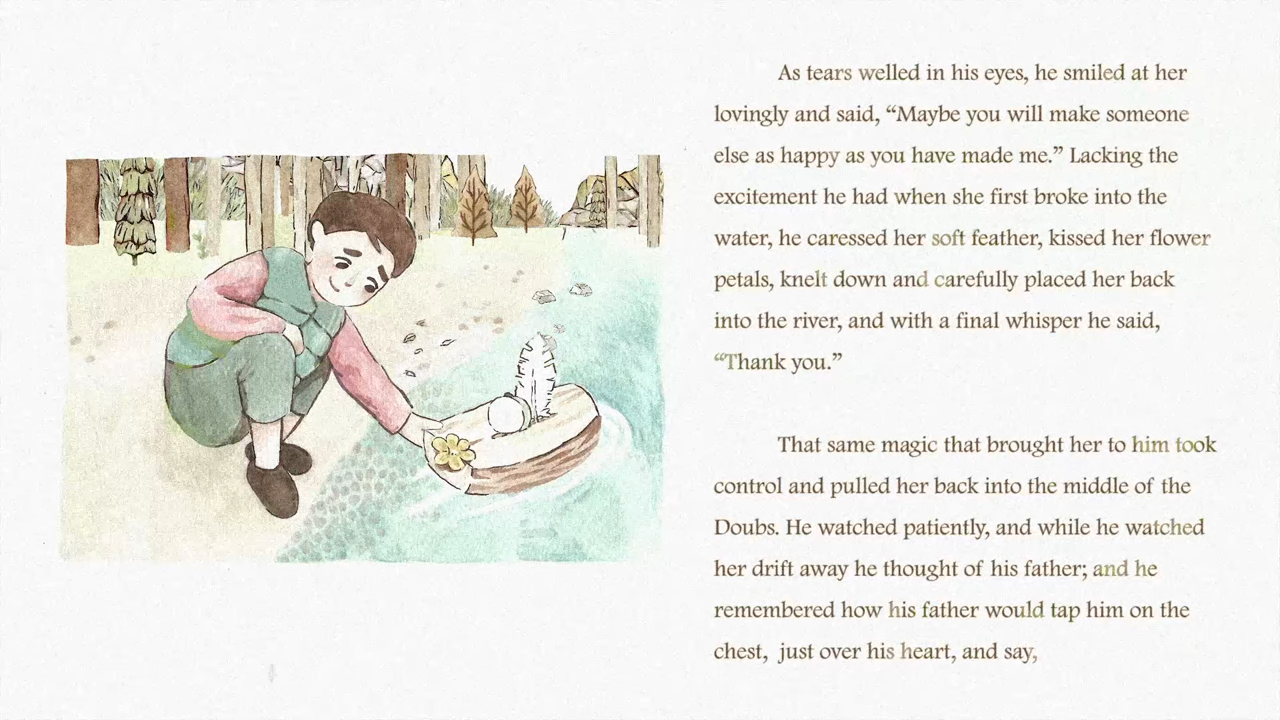 As tears welled in his eyes, he smiled at her
lovingly and said, “Maybe you will make someone
else as happy as you have made me.” Lacking the
excitement he had when she first broke into the
water, he caressed her soft feather, kissed her flower
petals, knelt down and carefully placed her back
into the river, and with a final whisper he said,
“Thank you.”
That same magic that brought her to him took
control and pulled her back into the middle of the
Doubs. He watched patiently, and while he watched
her drift away he thought of his father; and he
remembered how his father would tap him on the
chest,  just over his heart, and say,